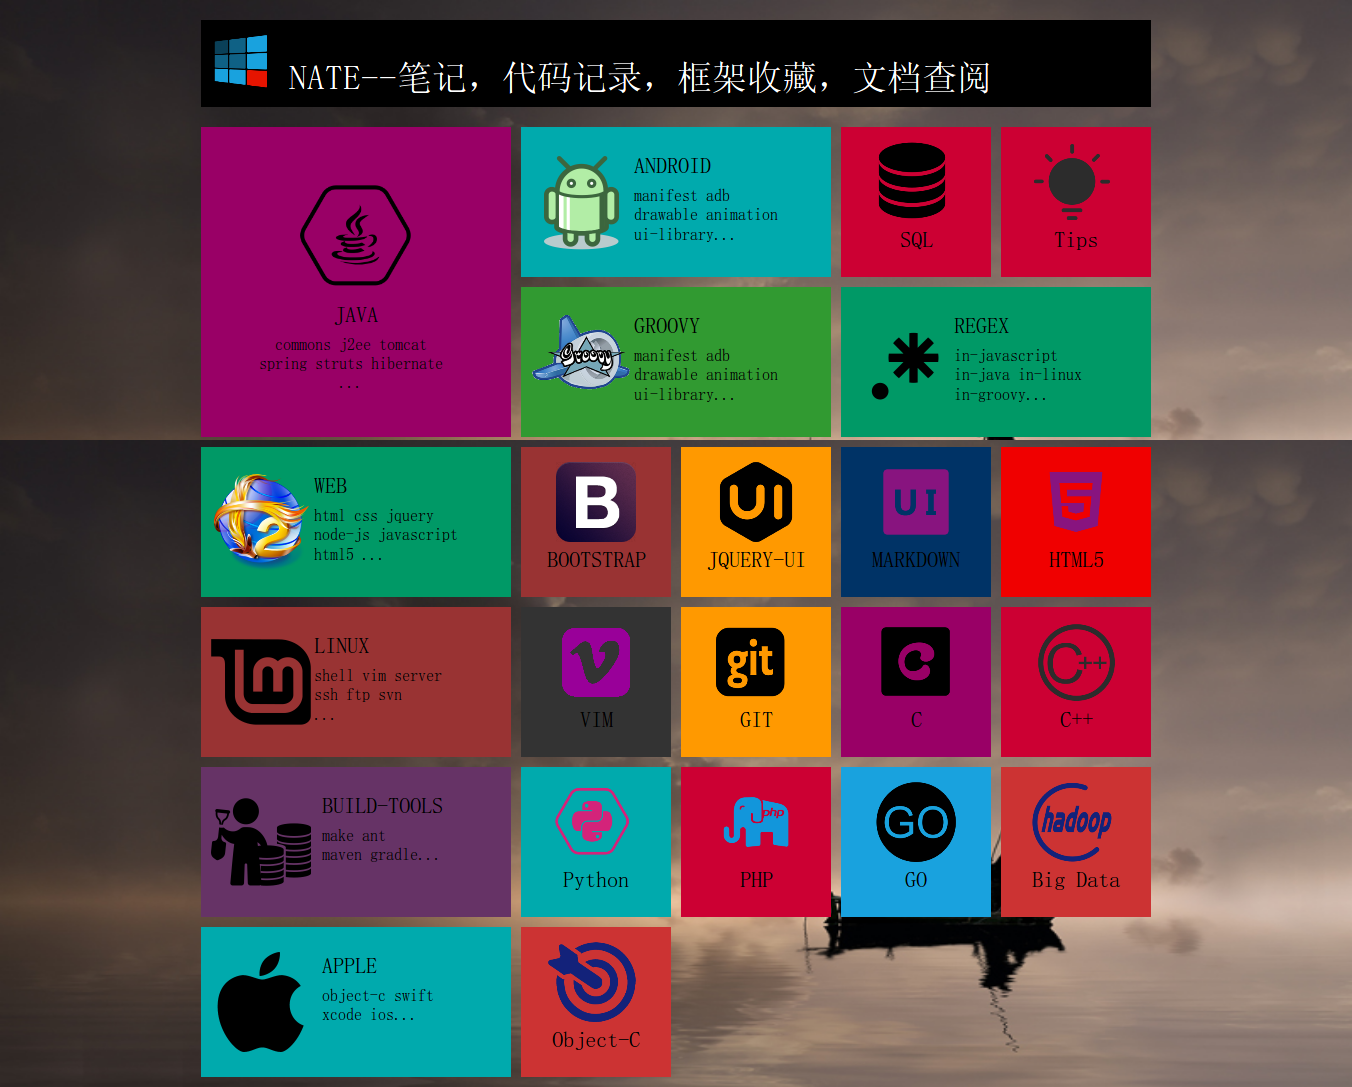 NATE--笔记，代码记录，框架收藏，文档查阅
JAVA
commons j2ee tomcat
spring struts hibernate
...
ANDROID
manifest adb
drawable animation
ui-library...
SQL
Tips
Groovy
GROOVY
manifest adb
drawable animation
ui-library...
REGEX
in-javascript
in-java in-linux
in-groovy...
2
WEB
html css jquery
node-js javascript
html5 ...
B
BOOTSTRAP
UI
JQUERY-UI
UI
MARKDOWN
5
HTML5
lm
LINUX
shell vim server
ssh ftp svn
...
V
VIM
git
GIT
C
C
C++
C++
BUILD-TOOLS
make ant
maven gradle...
Python
php
PHP
GO
GO
hadoop
Big Data
APPLE
object-c swift
xcode ios...
Object-C